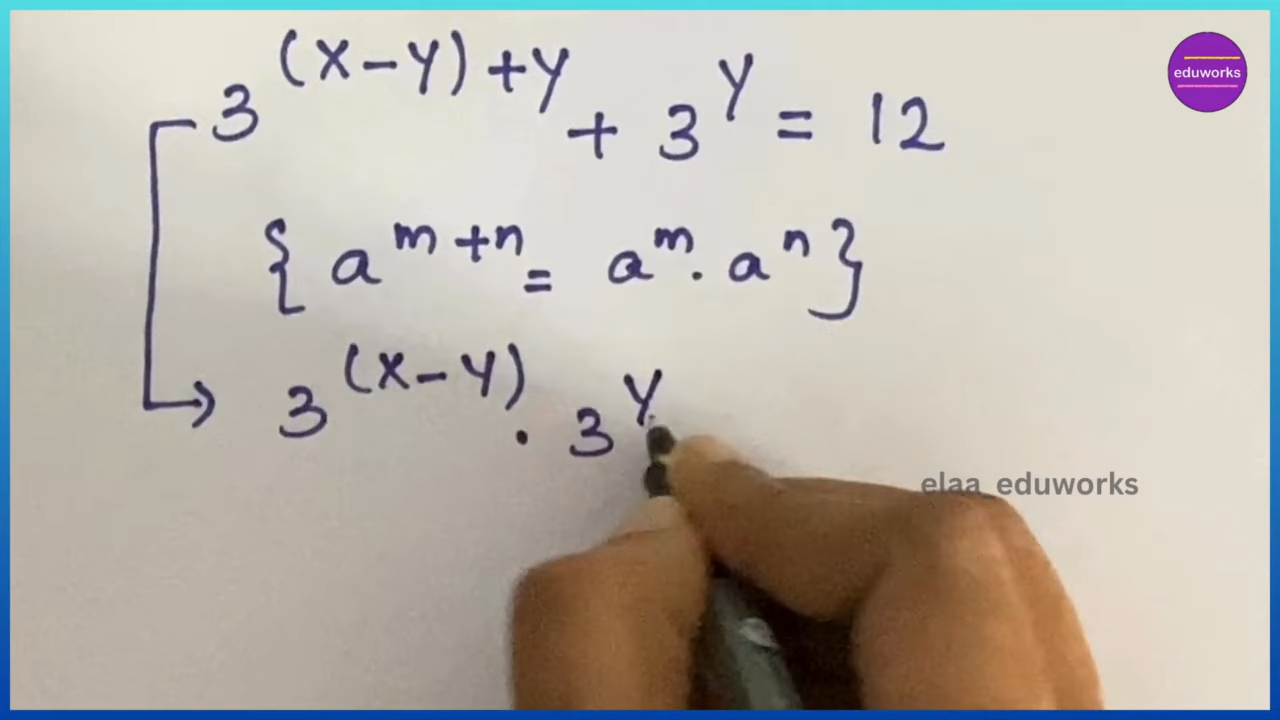 eduworks
3^(x-y)+y + 3^y = 12
{ a^m+n = a^m . a^n }
3^(x-y) . 3^y
elaa_eduworks